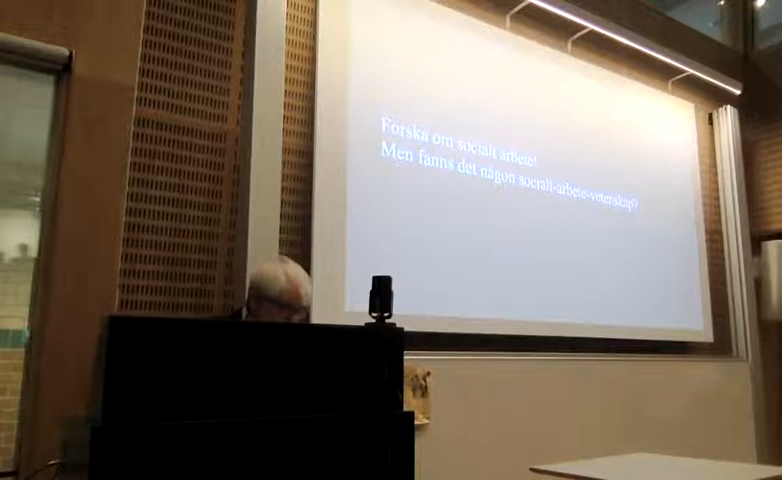 Forska om socialt arbete!
Men fanns det någon socialt-arbete-vetenskap?